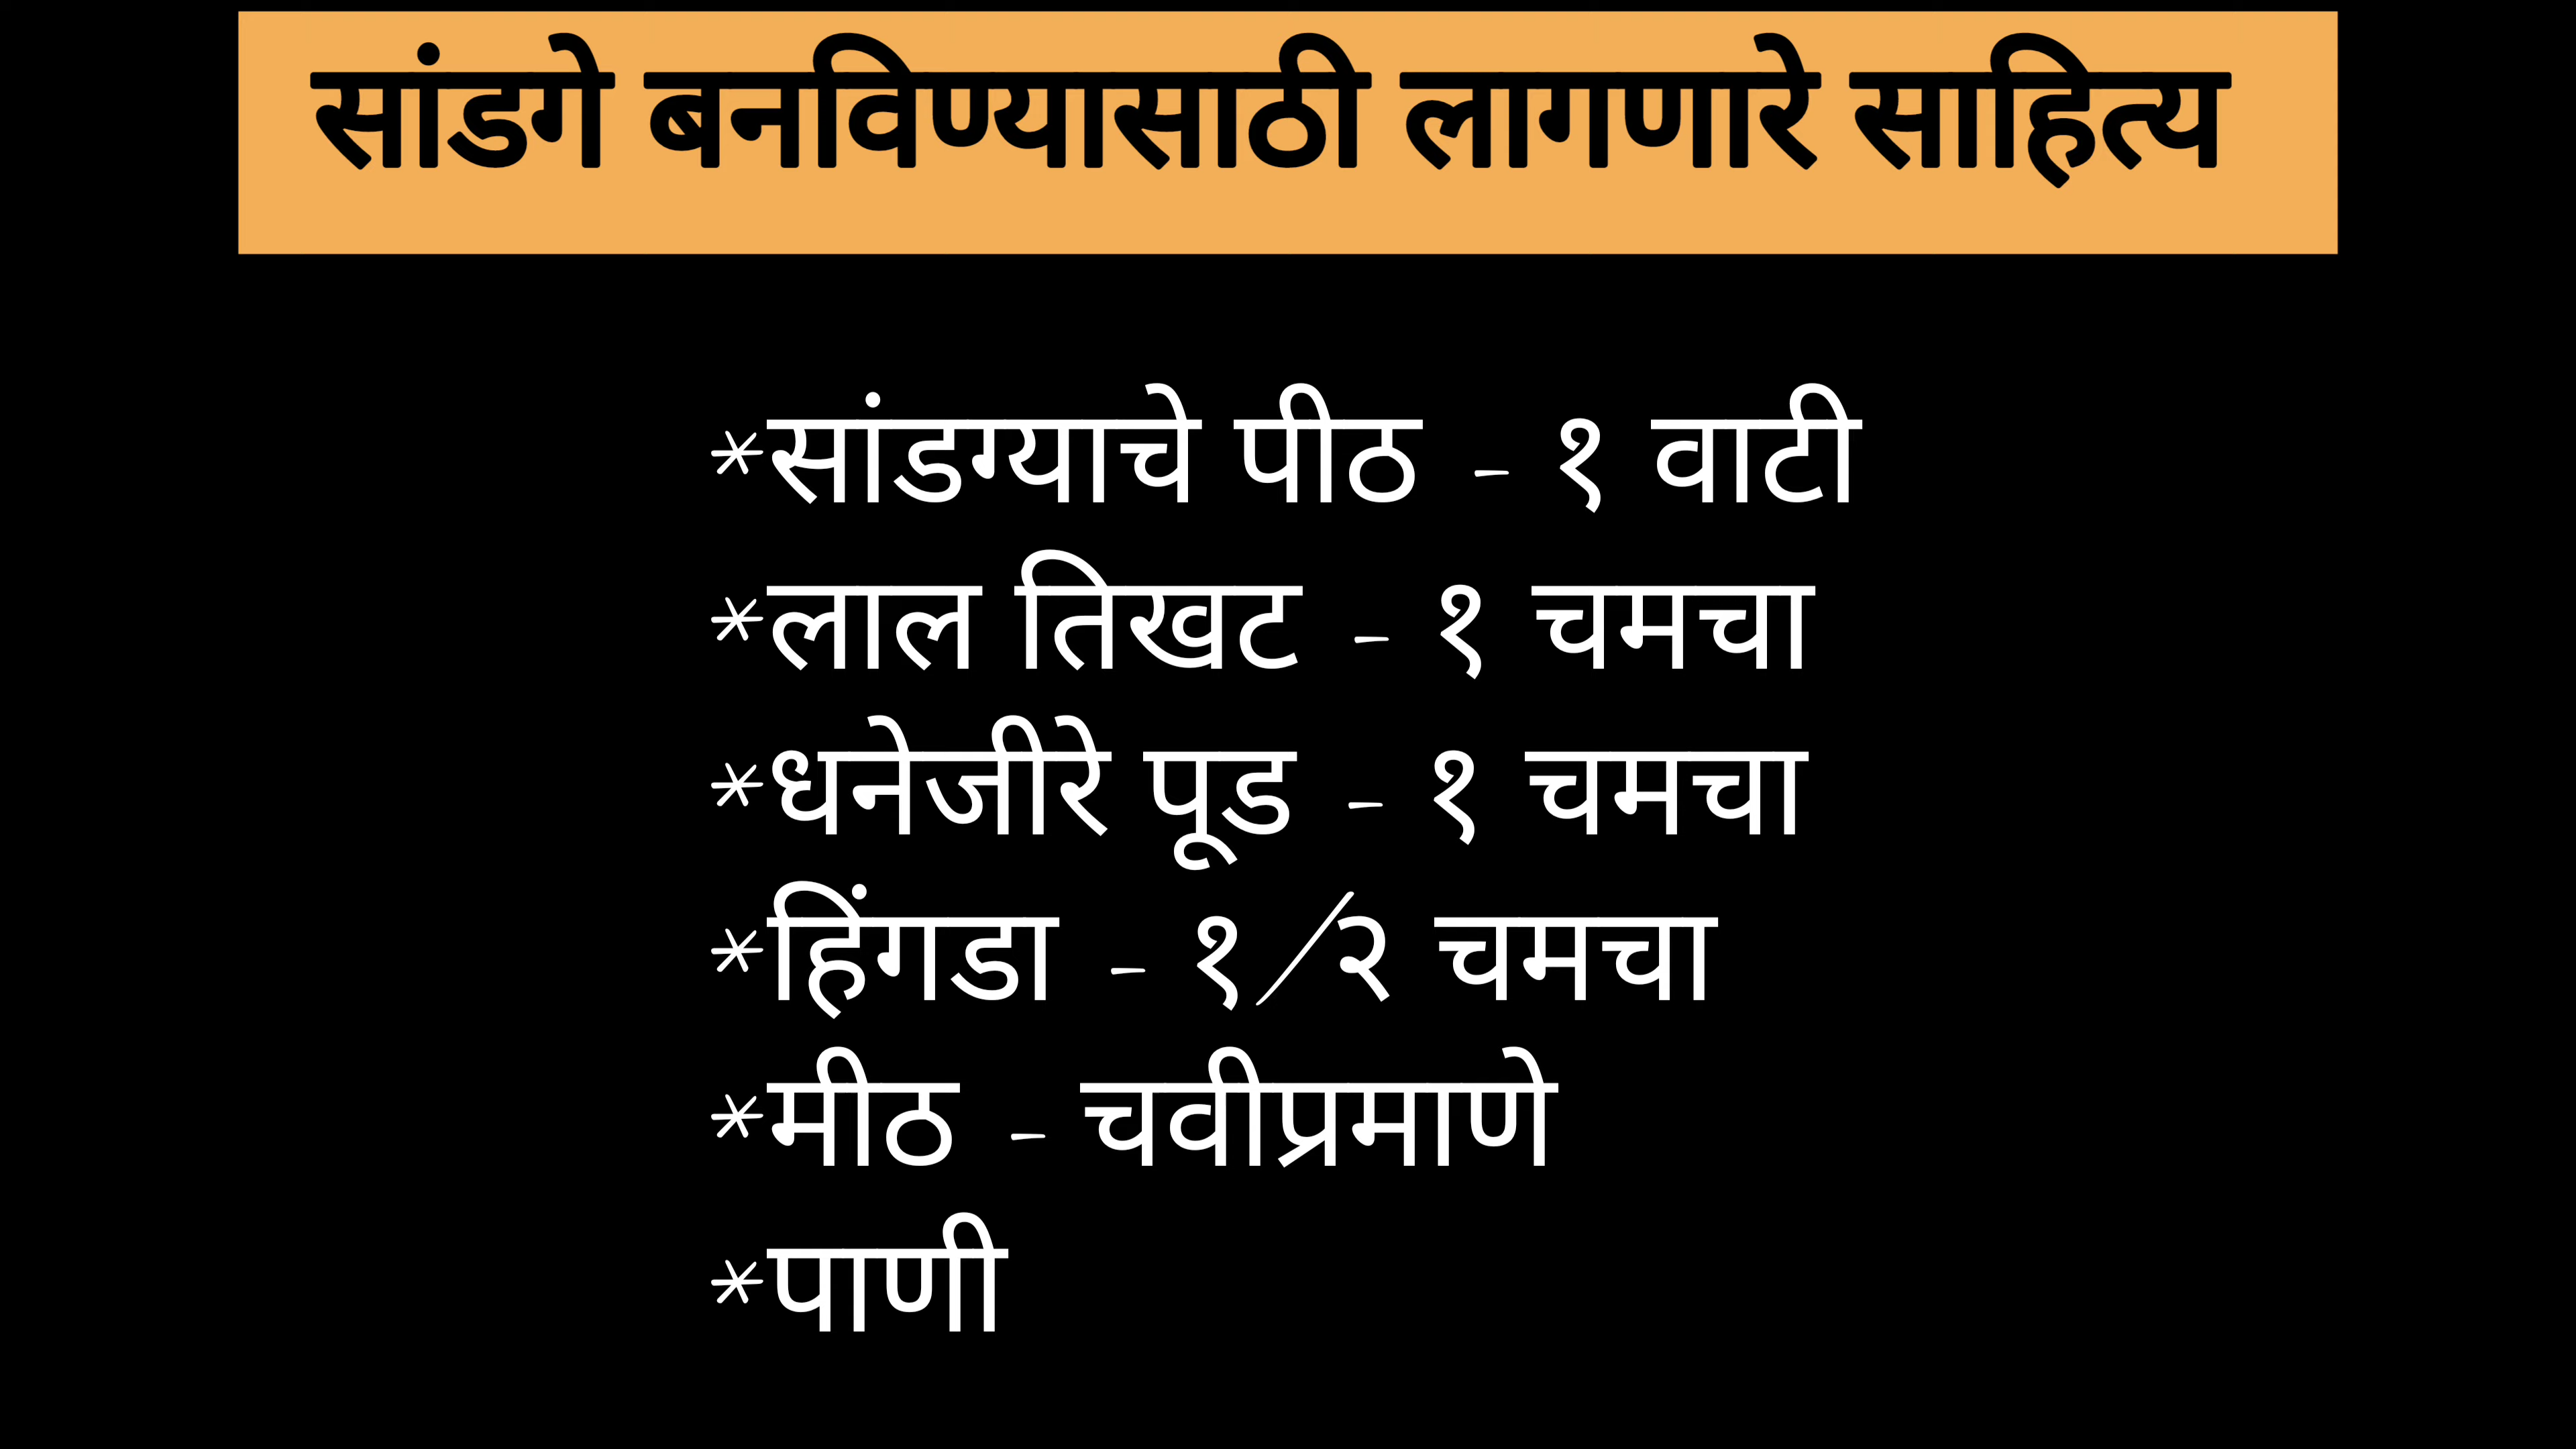 सांडगे बनविण्यासाठी लागणारे साहित्य
*सांडग्याचे पीठ - १ वाटी
*लाल तिखट - १ चमचा
*धनेजीरे पूड - १ चमचा
*हिंगडा - १/२ चमचा
*मीठ - चवीप्रमाणे
*पाणी